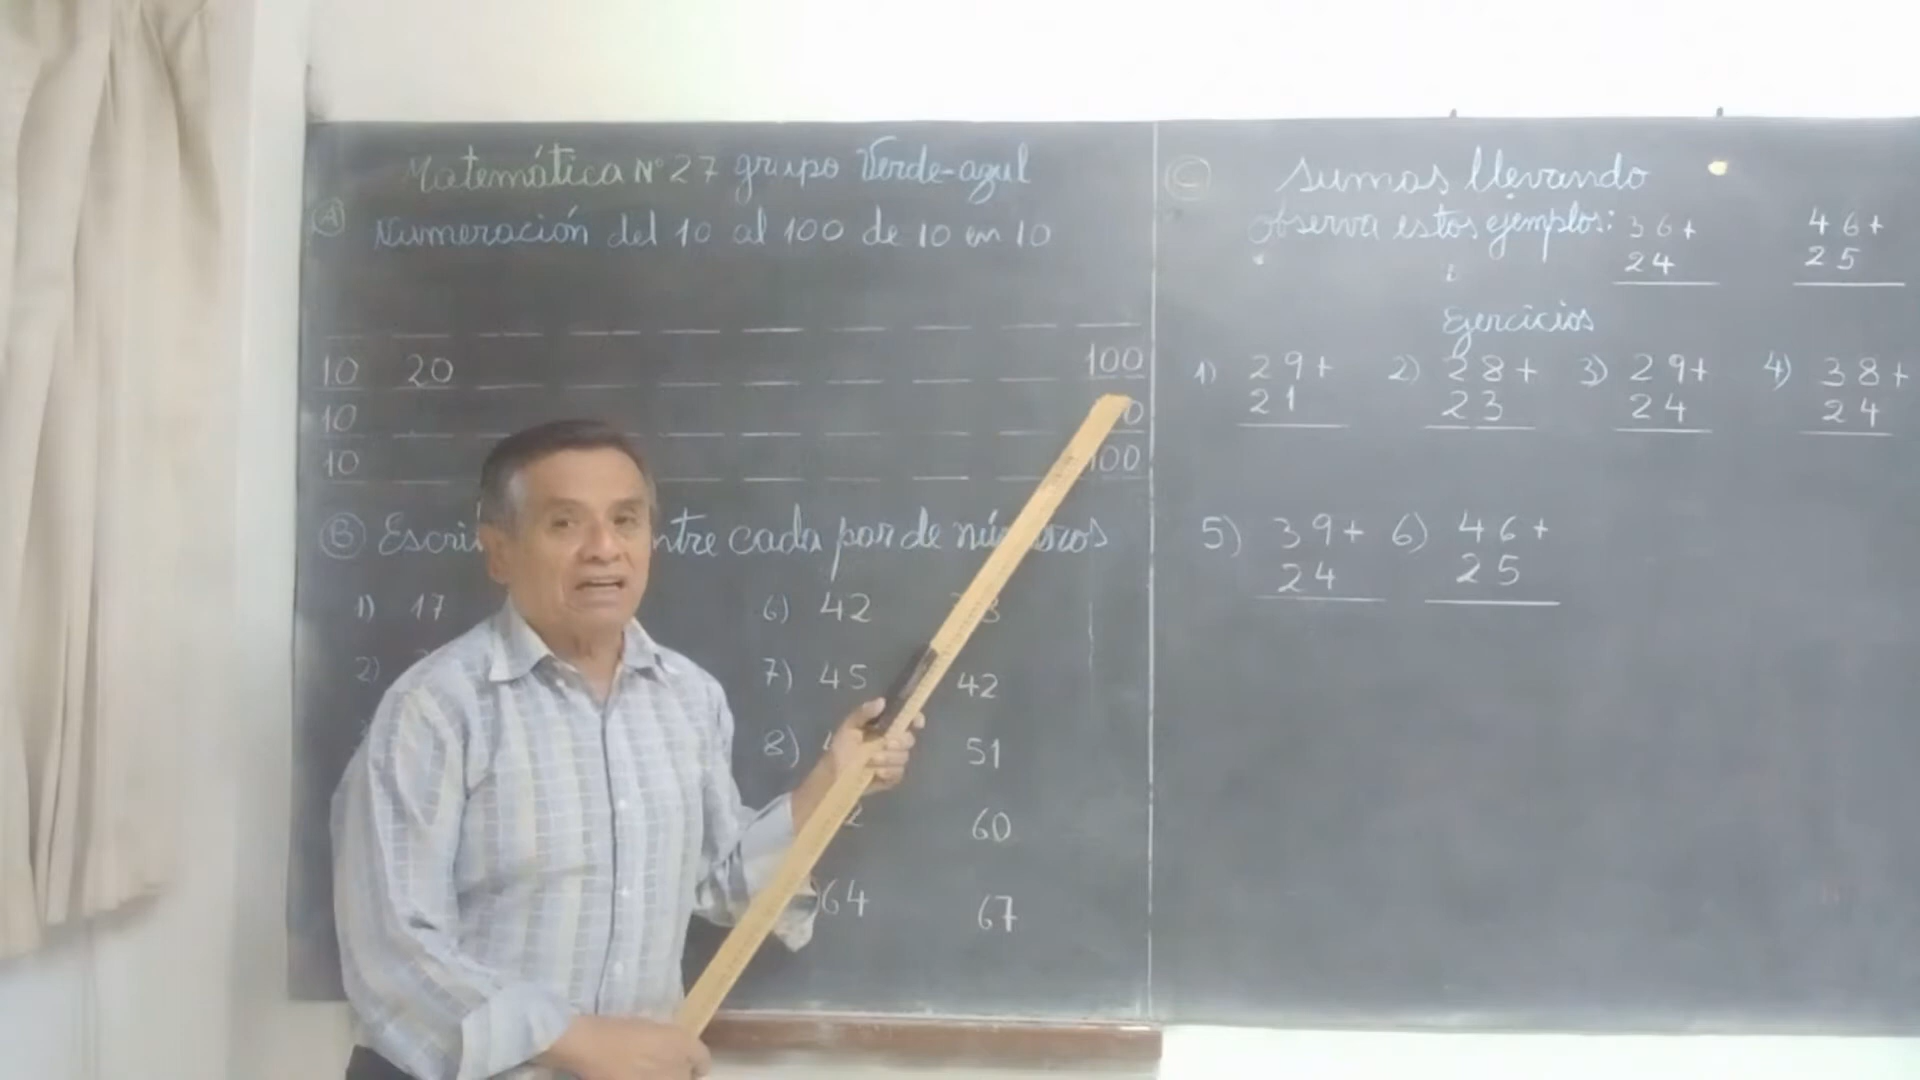 Matemática N° 27 grupo Verde-azul
A Numeración del 10 al 100 de 10 en 10
10 20 100
10
10 100
B cada par de números
1) 17 6) 42
2) 7) 45 42
8) 51
60
64 67
C Sumas llevando
Observa estos ejemplos: 36+ 46+
24 25
Ejercicios
1) 29+ 2) 28+ 3) 29+ 4) 38+
21 23 24 24
5) 39+ 6) 46+
24 25